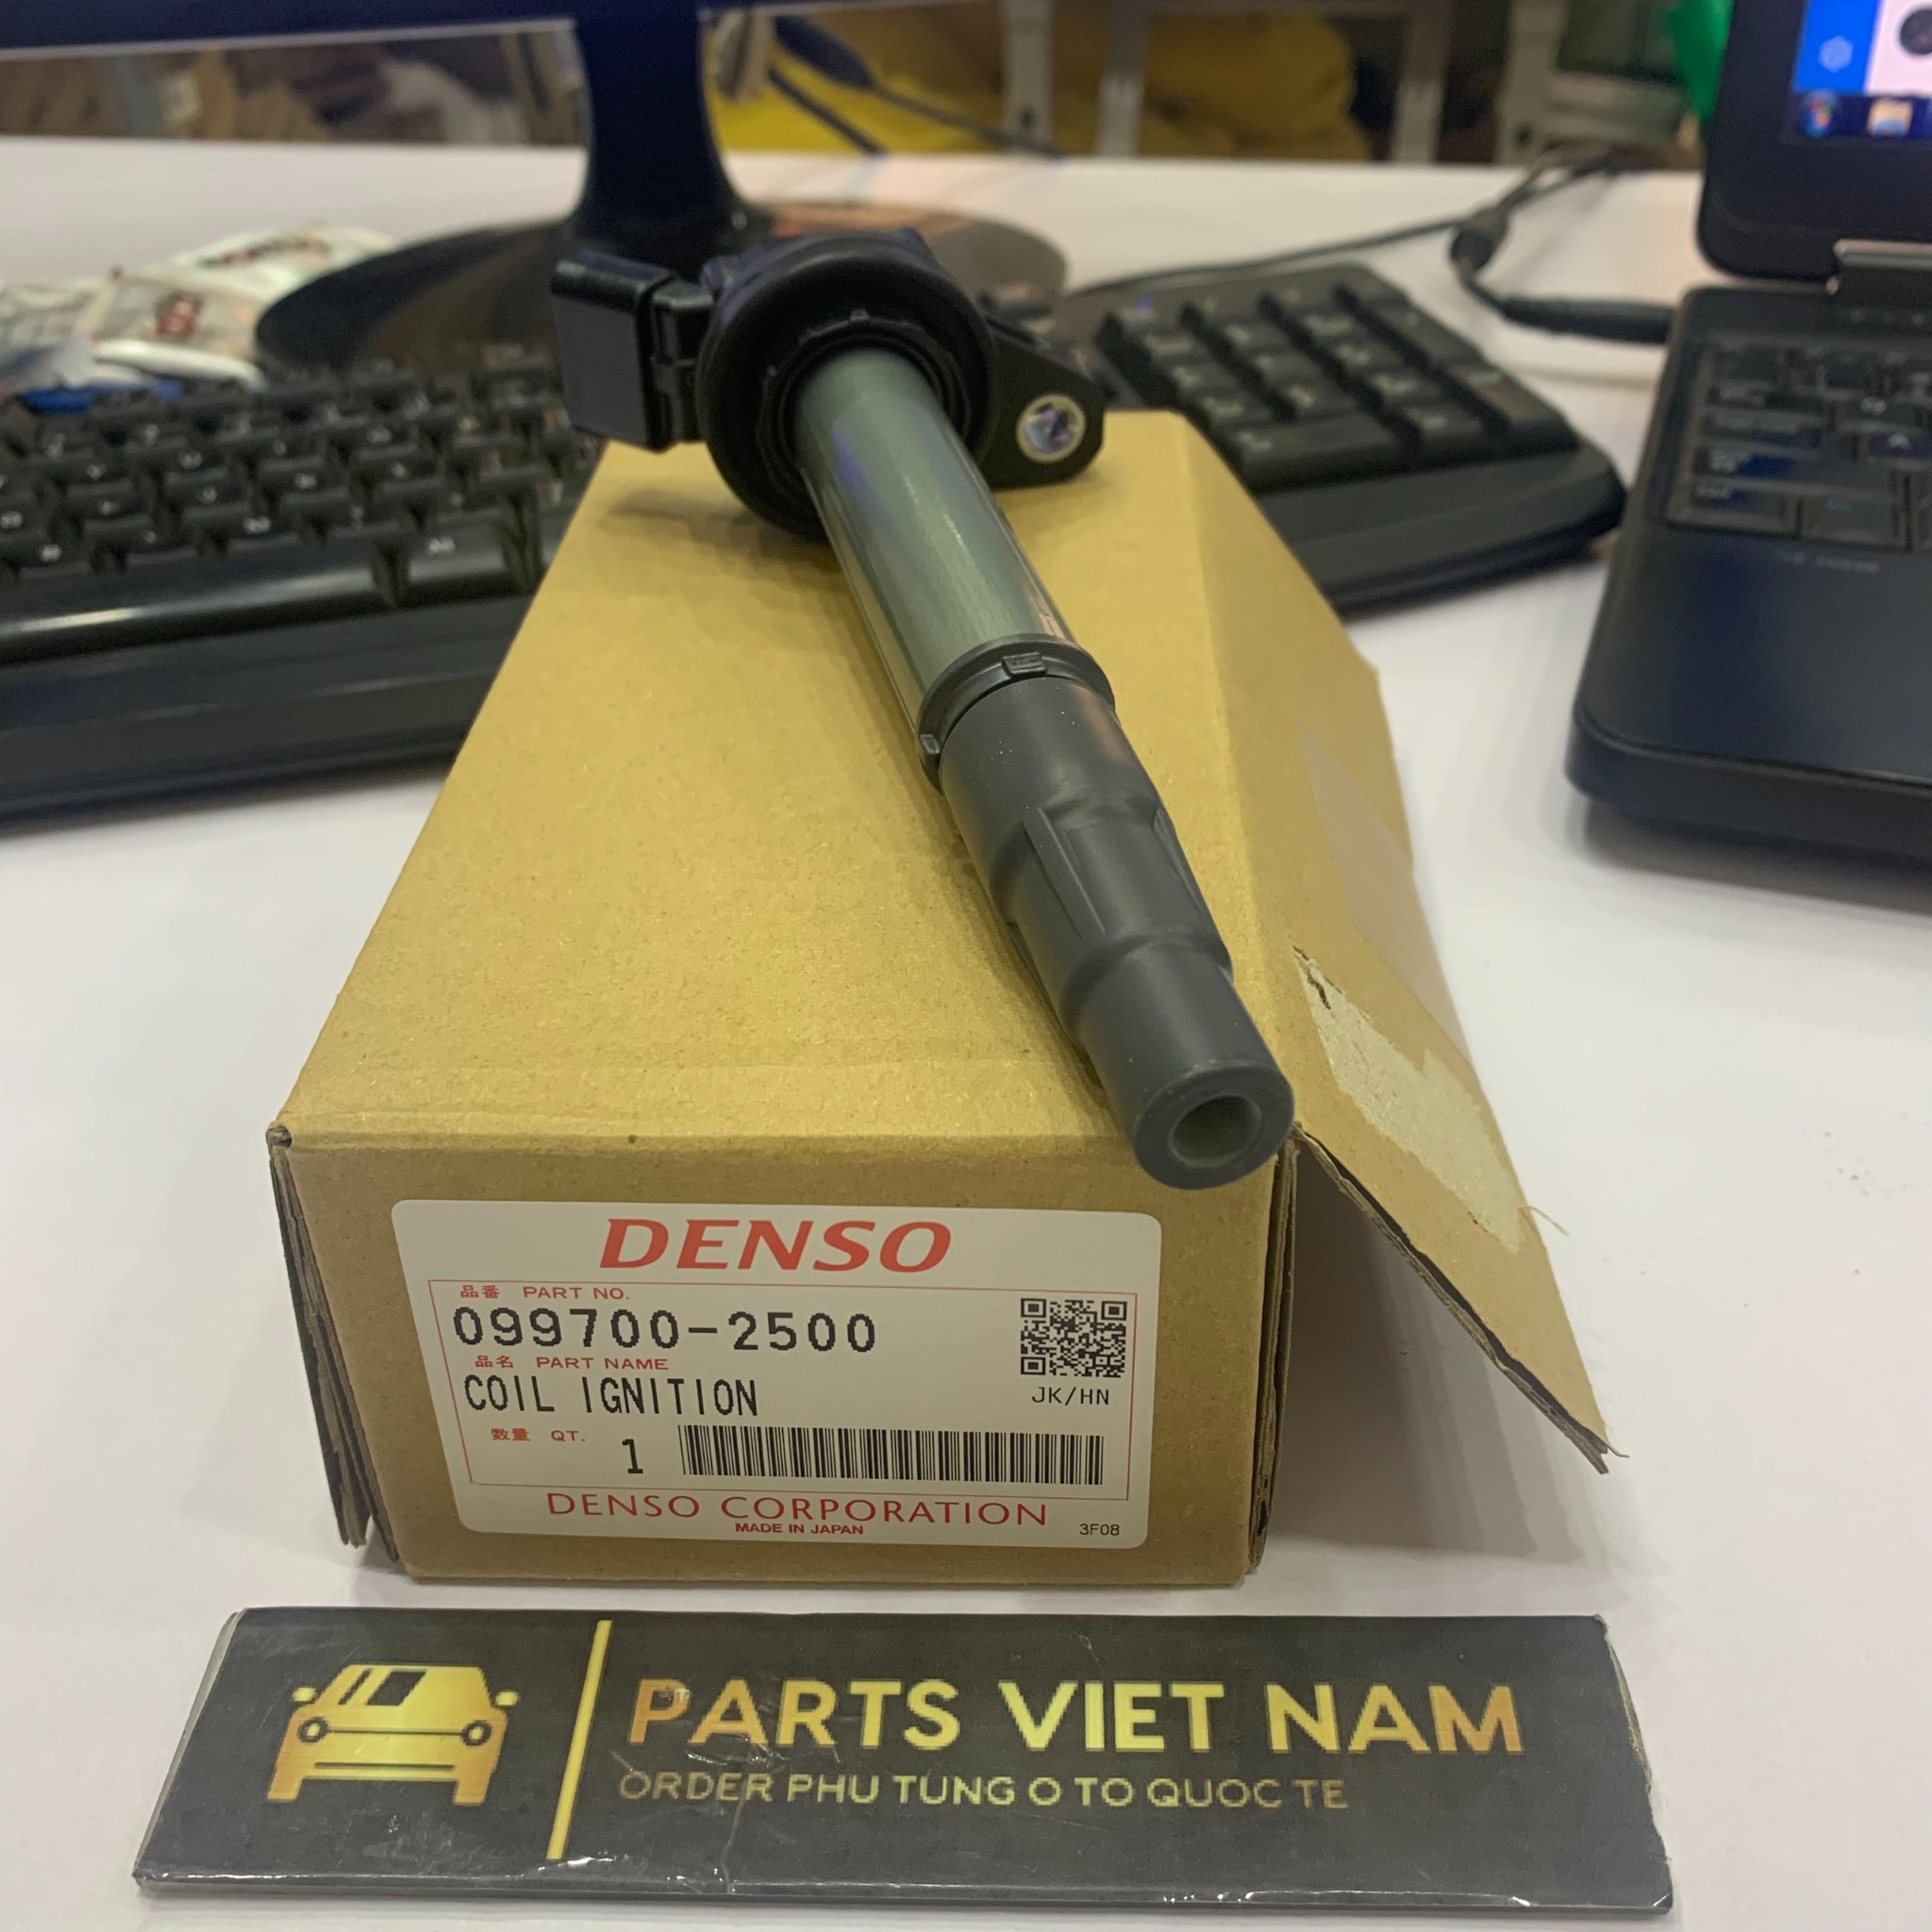 DENSO
品番 PART NO.
099700-2500
品名 PART NAME
COIL IGNITION
JK/HN
数量 QT.
1
DENSO CORPORATION
MADE IN JAPAN
3F08
PARTS VIET NAM
ORDER PHU TUNG O TO QUOC TE